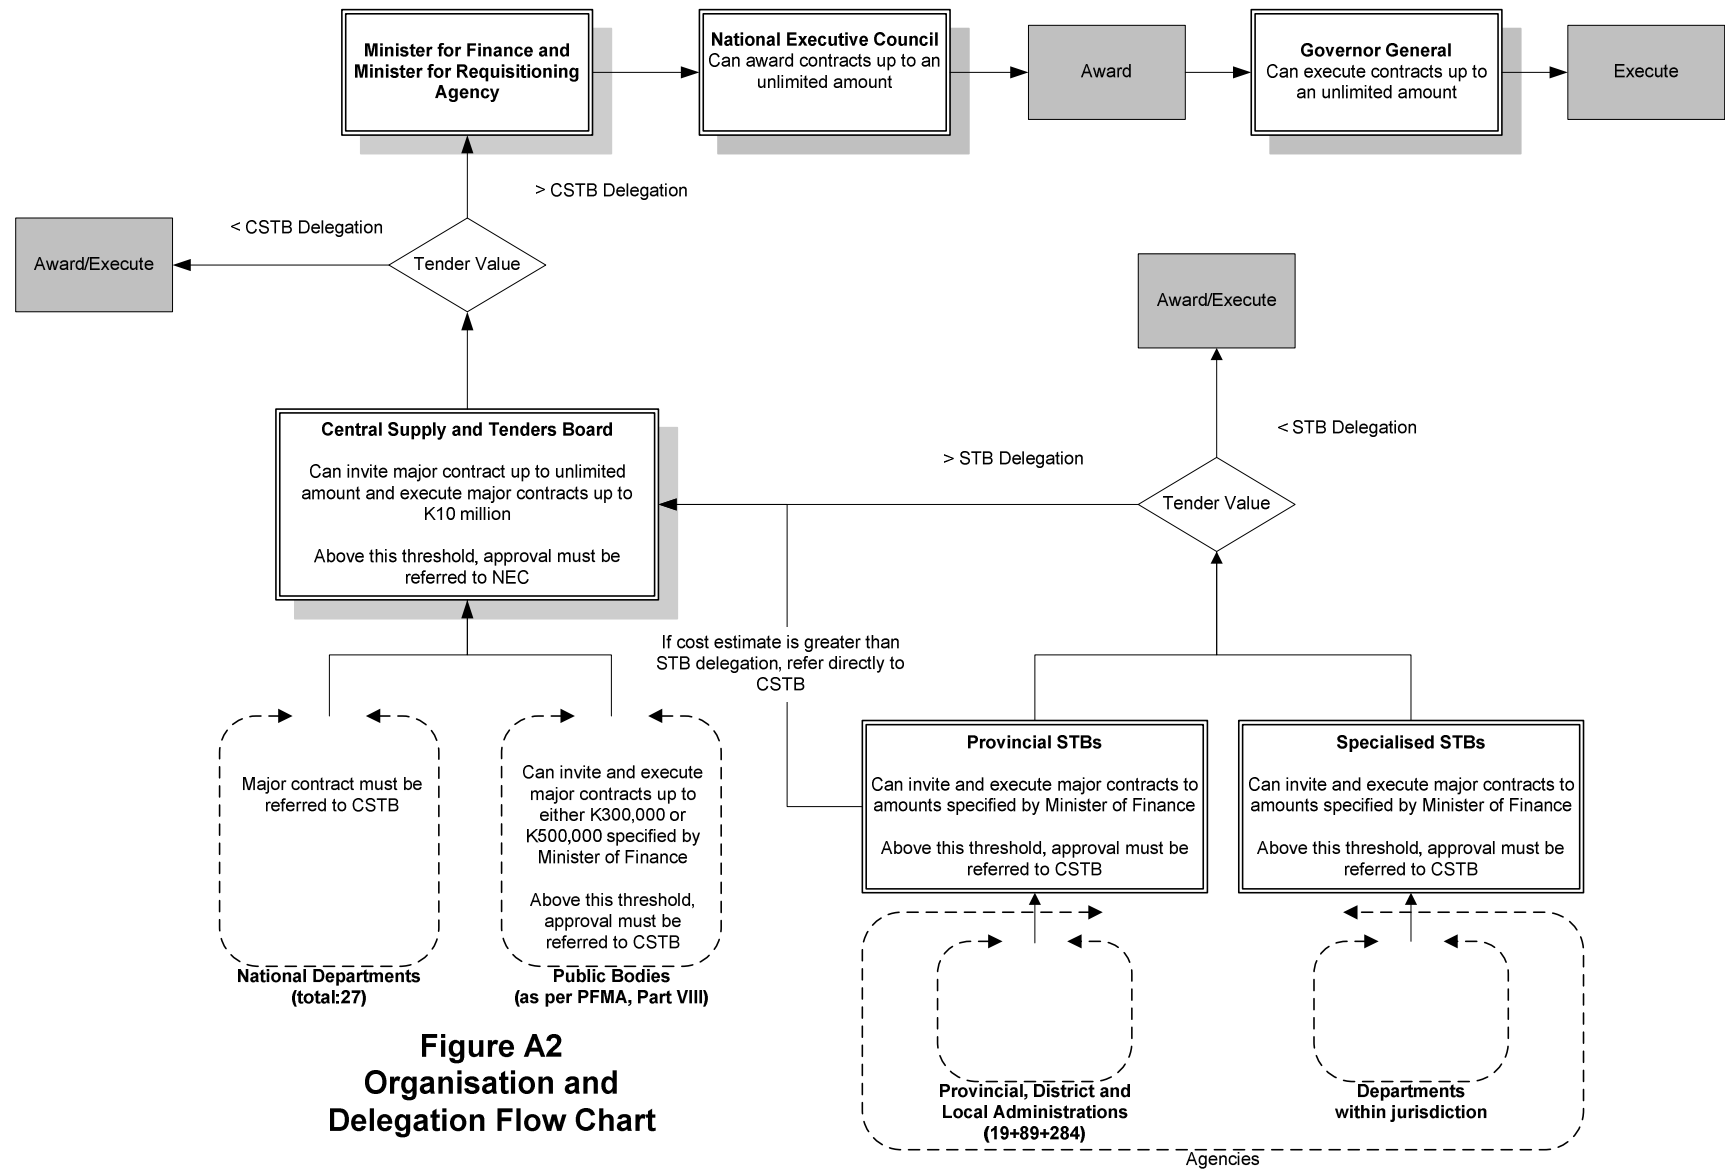 Minister for Finance and
Minister for Requisitioning
Agency
National Executive Council
Can award contracts up to an
unlimited amount
Award
Governor General
Can execute contracts up to
an unlimited amount
Execute
> CSTB Delegation
< CSTB Delegation
Award/Execute
Tender Value
Award/Execute
Central Supply and Tenders Board
Can invite major contract up to unlimited
amount and execute major contracts up to
K10 million
Above this threshold, approval must be
referred to NEC
< STB Delegation
> STB Delegation
Tender Value
If cost estimate is greater than
STB delegation, refer directly to
CSTB
Major contract must be
referred to CSTB
National Departments
(total:27)
Can invite and execute
major contracts up to
either K300,000 or
K500,000 specified by
Minister of Finance
Above this threshold,
approval must be
referred to CSTB
Public Bodies
(as per PFMA, Part VIII)
Provincial STBs
Can invite and execute major contracts to
amounts specified by Minister of Finance
Above this threshold, approval must be
referred to CSTB
Specialised STBs
Can invite and execute major contracts to
amounts specified by Minister of Finance
Above this threshold, approval must be
referred to CSTB
Provincial, District and
Local Administrations
(19+89+284)
Departments
within jurisdiction
Agencies
Figure A2
Organisation and
Delegation Flow Chart